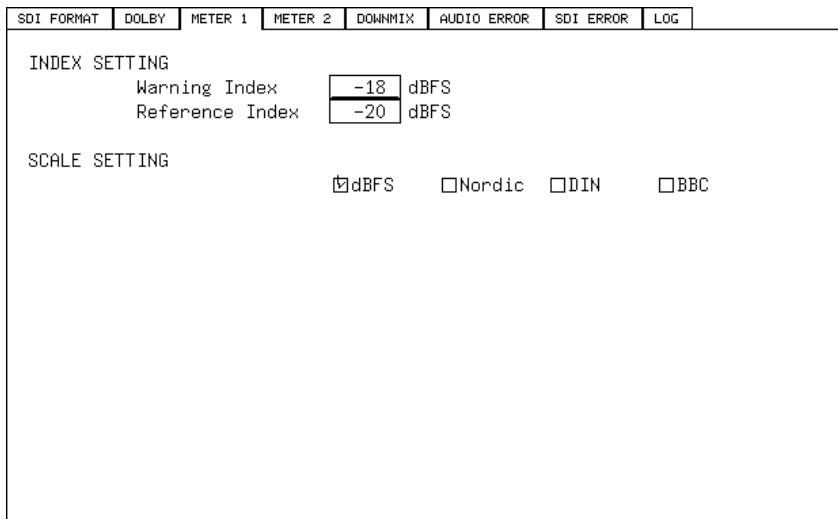 SDI FORMAT DOLBY METER 1 METER 2 DOWNMIX AUDIO ERROR SDI ERROR LOG
INDEX SETTING
Warning Index -18 dBFS
Reference Index -20 dBFS
SCALE SETTING
dBFS Nordic DIN BBC